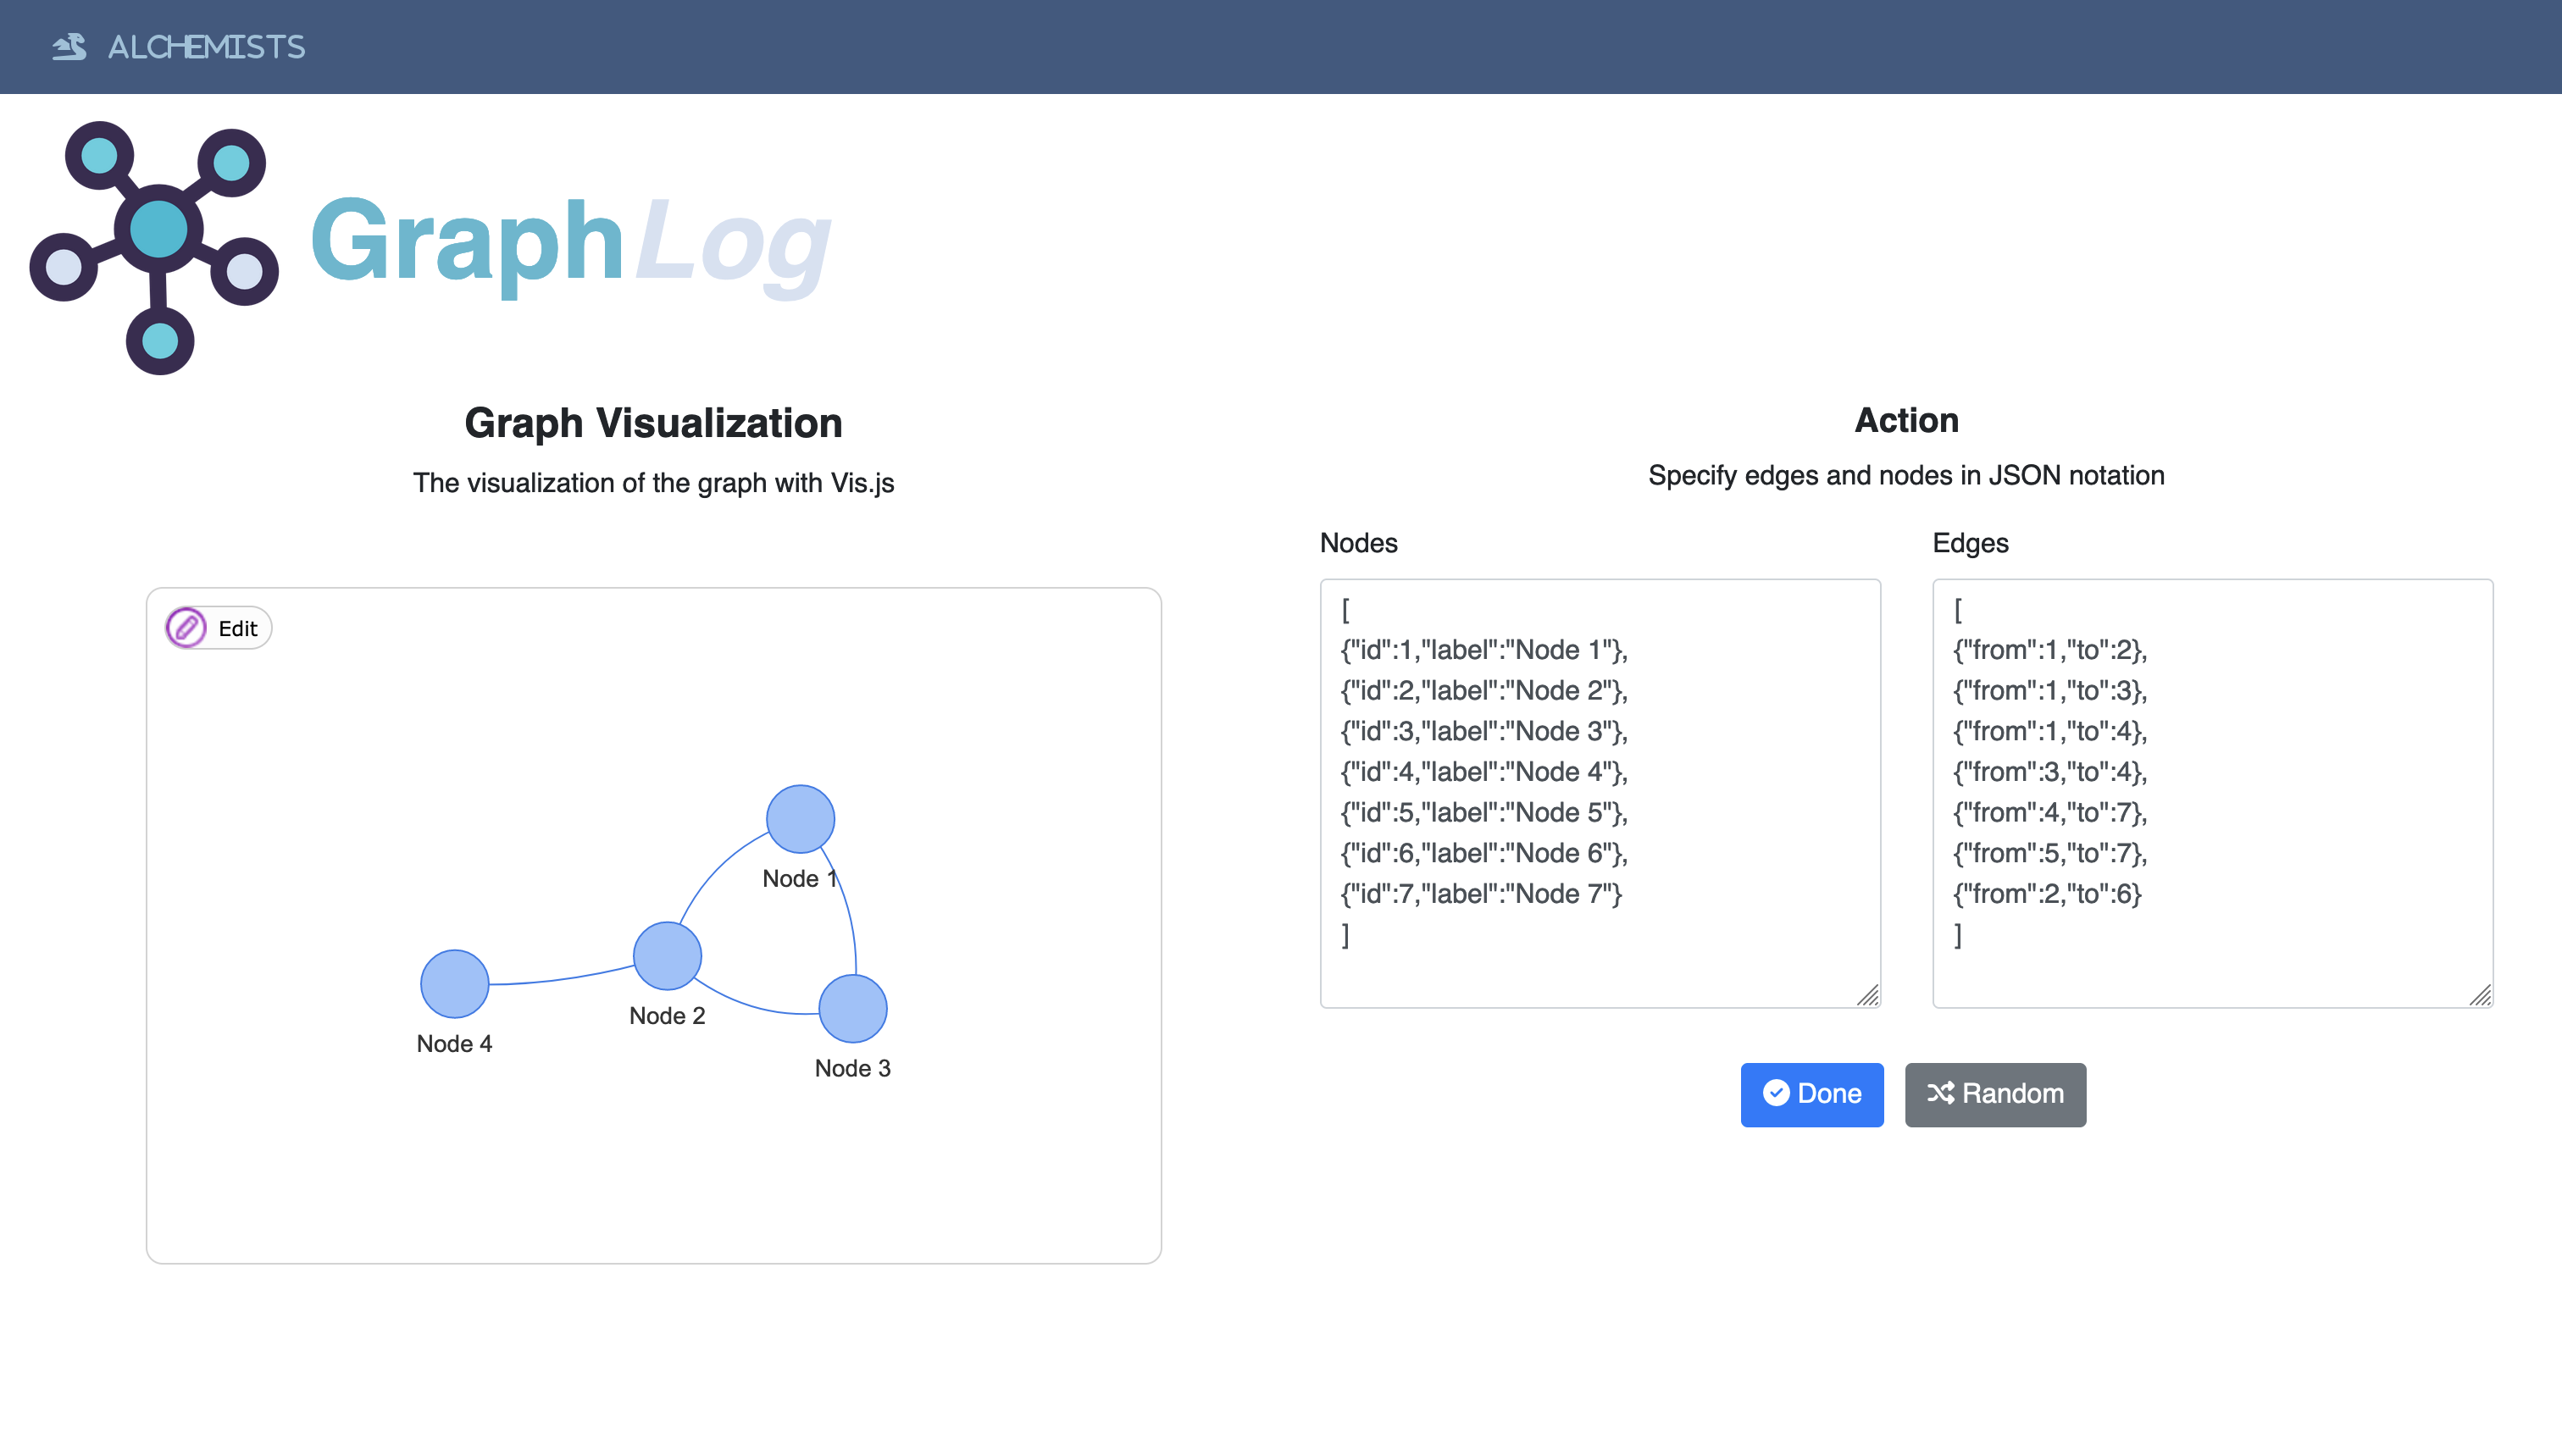 ALCHEMISTS
GraphLog
Graph Visualization
The visualization of the graph with Vis.js
Edit
Node 1
Node 2
Node 4
Node 3
Action
Specify edges and nodes in JSON notation
Nodes
[
{"id":1,"label":"Node 1"},
{"id":2,"label":"Node 2"},
{"id":3,"label":"Node 3"},
{"id":4,"label":"Node 4"},
{"id":5,"label":"Node 5"},
{"id":6,"label":"Node 6"},
{"id":7,"label":"Node 7"}
]
Edges
[
{"from":1,"to":2},
{"from":1,"to":3},
{"from":1,"to":4},
{"from":3,"to":4},
{"from":4,"to":7},
{"from":5,"to":7},
{"from":2,"to":6}
]
Done
Random